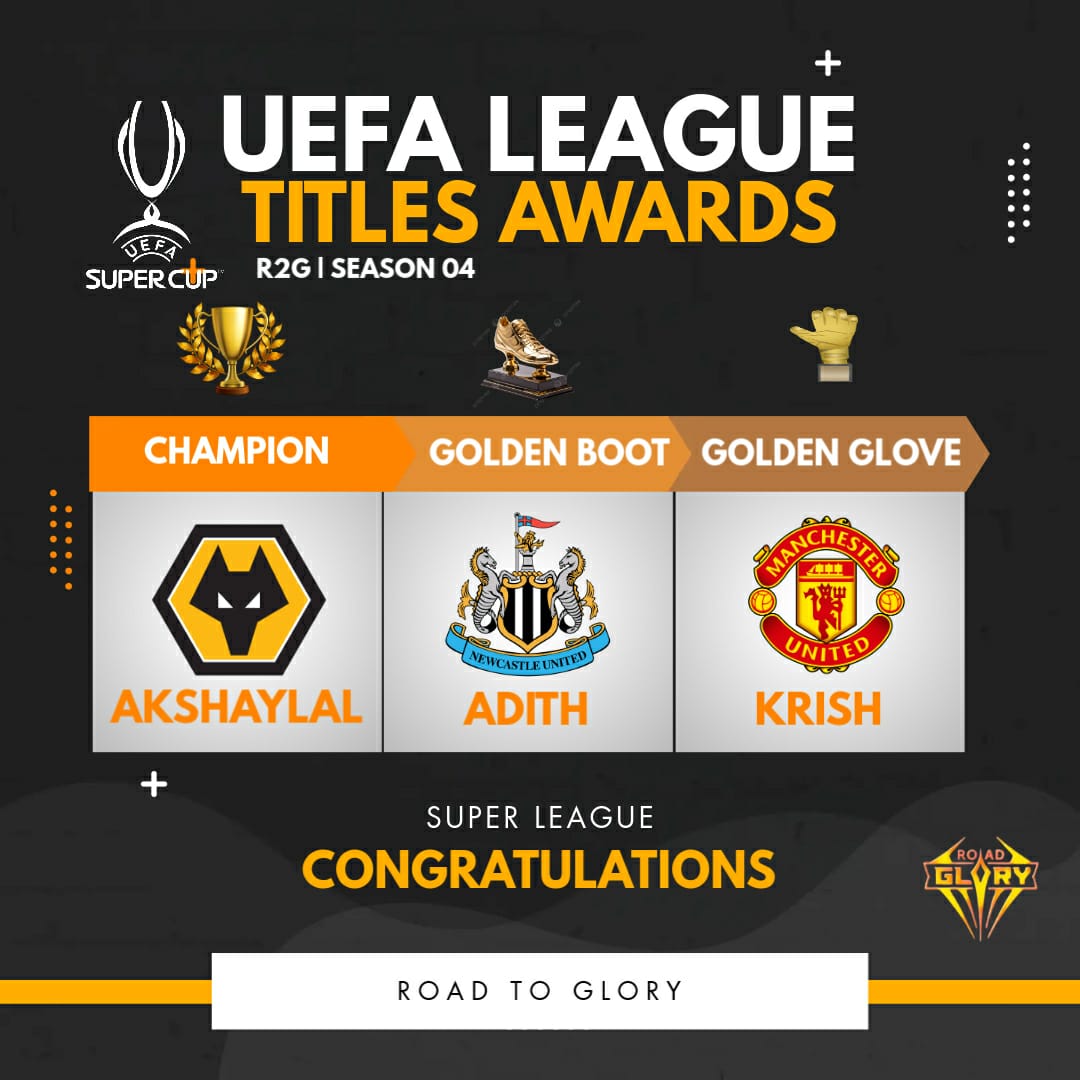 UEFA LEAGUE
TITLES AWARDS
R2G | SEASON 04
UEFA
SUPER CUP
CHAMPION
GOLDEN BOOT
GOLDEN GLOVE
NEWCASTLE UNITED
MANCHESTER
UNITED
AKSHAYLAL
ADITH
KRISH
SUPER LEAGUE
CONGRATULATIONS
ROAD
GLORY
ROAD TO GLORY